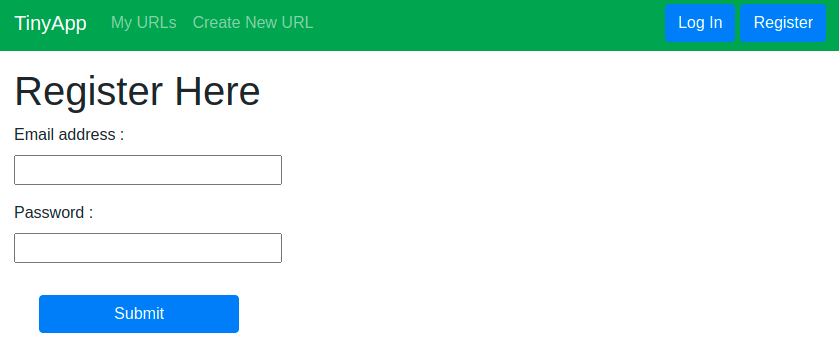 TinyApp My URLs Create New URL Log In Register
Register Here
Email address :
Password :
Submit